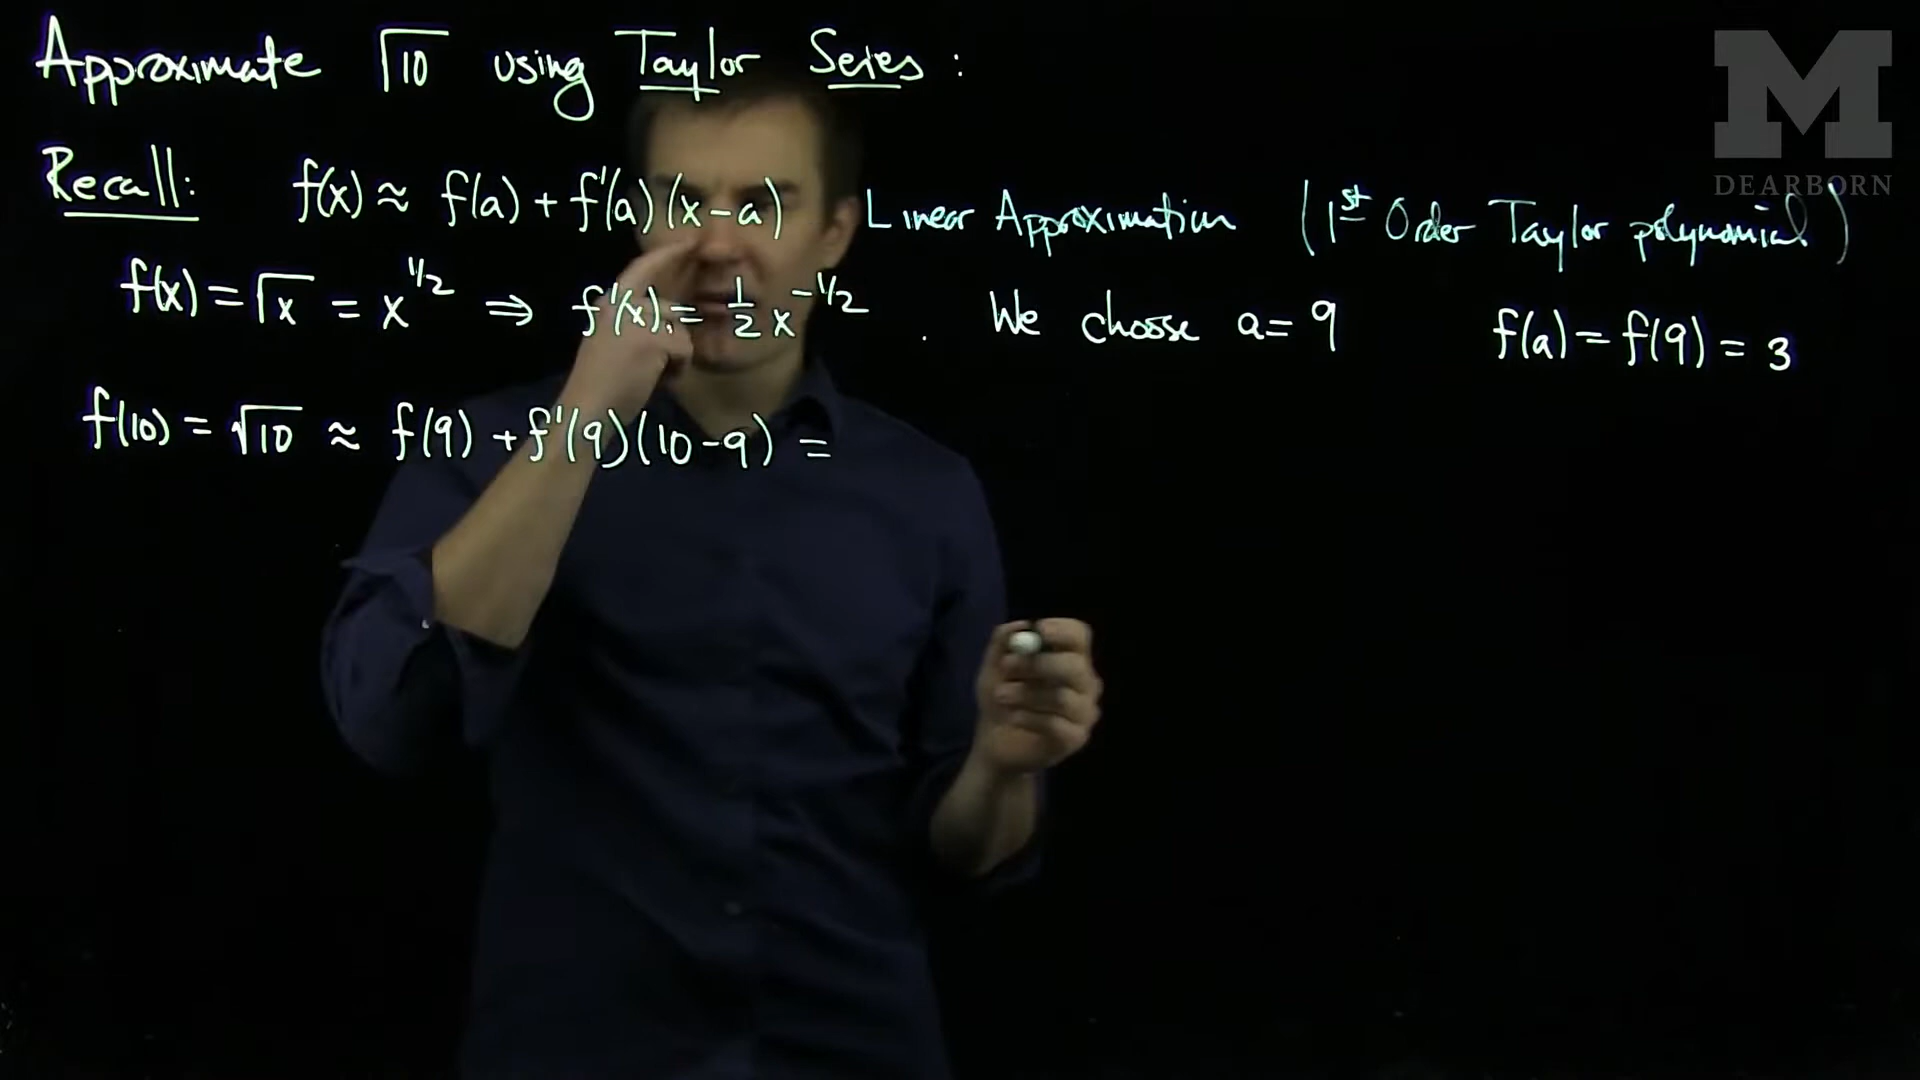 Approximate √10 using Taylor Series :
M
DEARBORN
Recall: f(x) ≈ f(a) + f'(a)(x-a) Linear Approximation (1st Order Taylor polynomial)
f(x) = √x = x^1/2 ⇒ f'(x) = 1/2 x^-1/2 . We choose a = 9 f(a) = f(9) = 3
f(10) = √10 ≈ f(9) + f'(9)(10-9) =